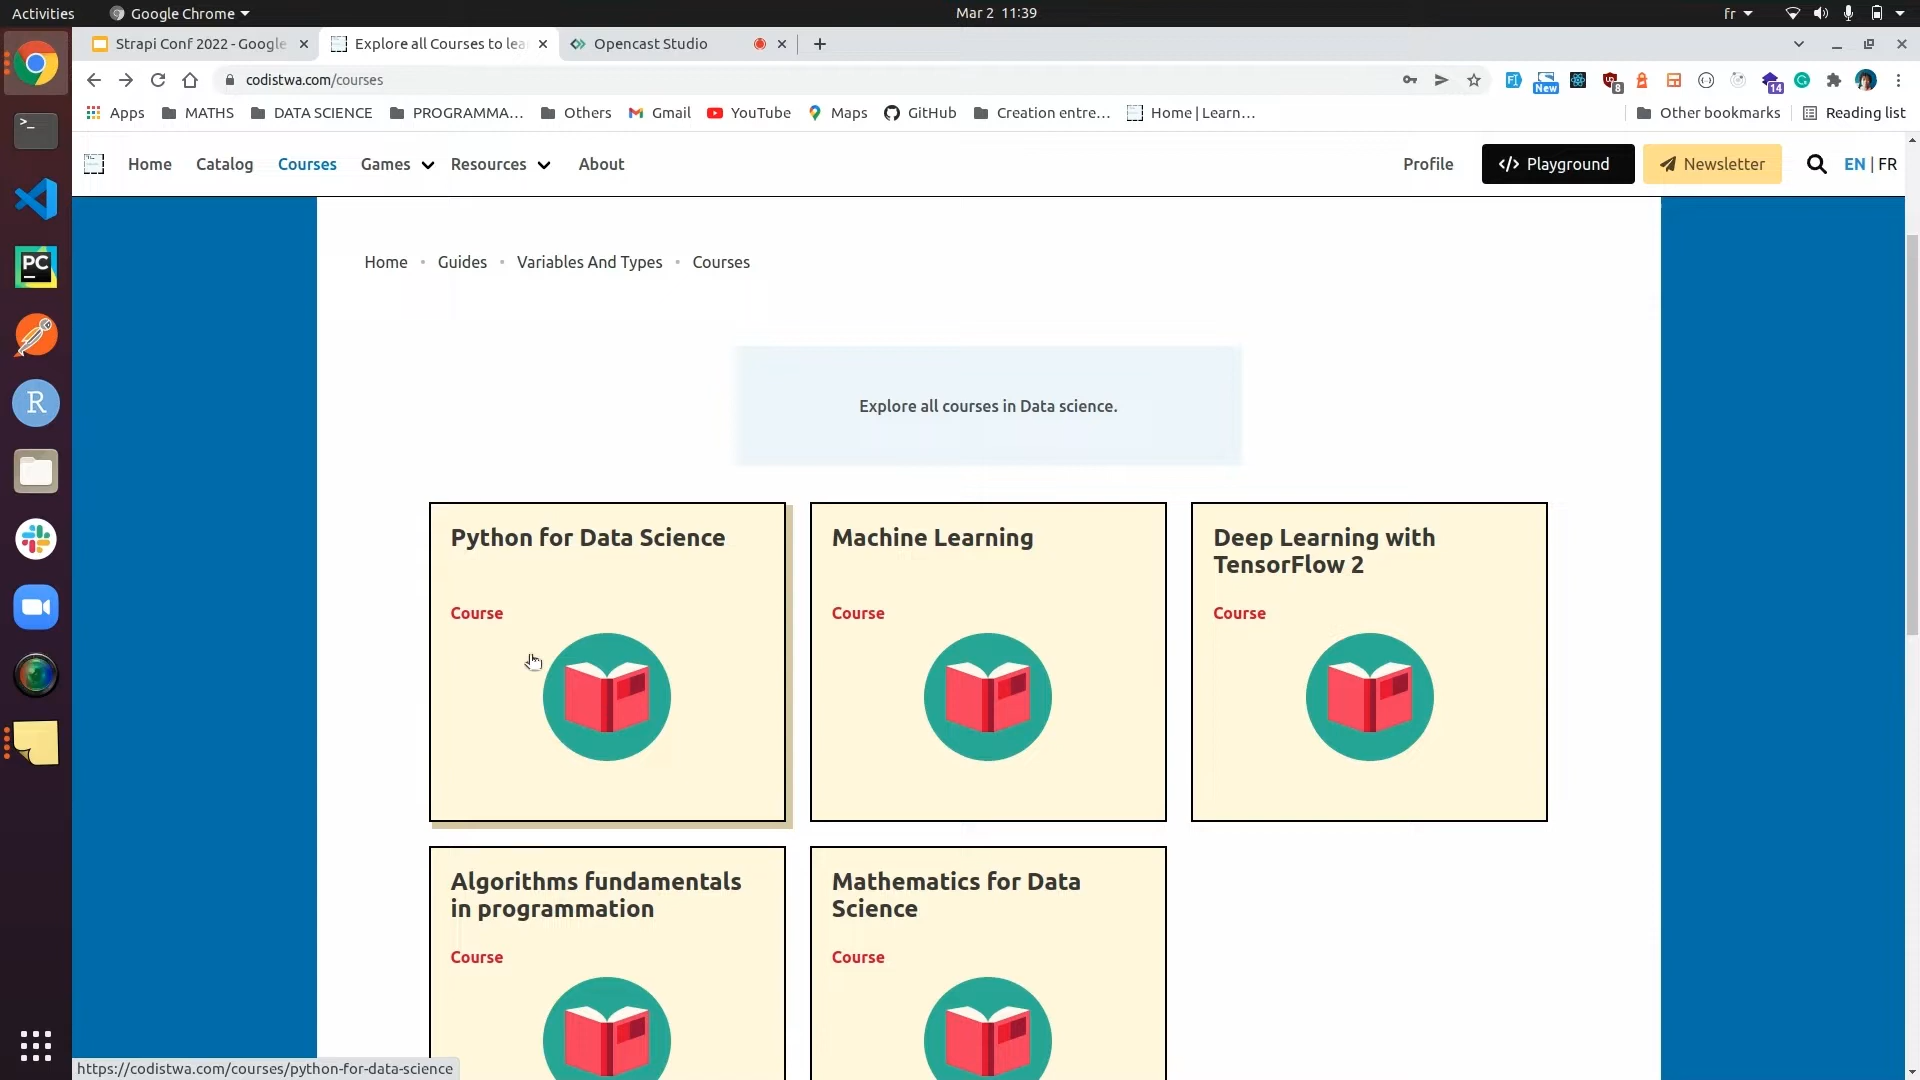 Activities
Google Chrome
Mar 2 11:39
fr
Strapi Conf 2022 - Google
Explore all Courses to lea
Opencast Studio
codistwa.com/courses
New
8
14
Apps
MATHS
DATA SCIENCE
PROGRAMMA...
Others
Gmail
YouTube
Maps
GitHub
Creation entre...
Home | Learn...
Other bookmarks
Reading list
Home
Catalog
Courses
Games
Resources
About
Profile
</> Playground
Newsletter
EN | FR
Home • Guides • Variables And Types • Courses
Explore all courses in Data science.
Python for Data Science
Course
Machine Learning
Course
Deep Learning with
TensorFlow 2
Course
Algorithms fundamentals
in programmation
Course
Mathematics for Data
Science
Course
PC
R
https://codistwa.com/courses/python-for-data-science